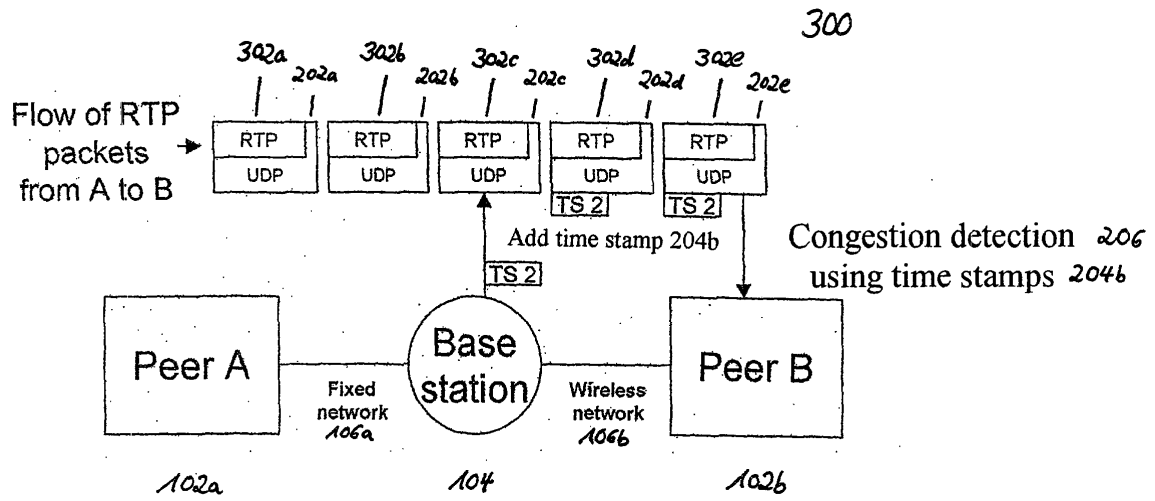 300
302a 302b 302c 302d 302e
202a 202b 202c 202d 202e
Flow of RTP
packets
from A to B
RTP RTP RTP RTP RTP
UDP UDP UDP UDP UDP
TS 2 TS 2
Add time stamp 204b
TS 2
Congestion detection 206
using time stamps 204b
Peer A
Base
station
Peer B
Fixed
network
106a
Wireless
network
106b
102a 104 102b